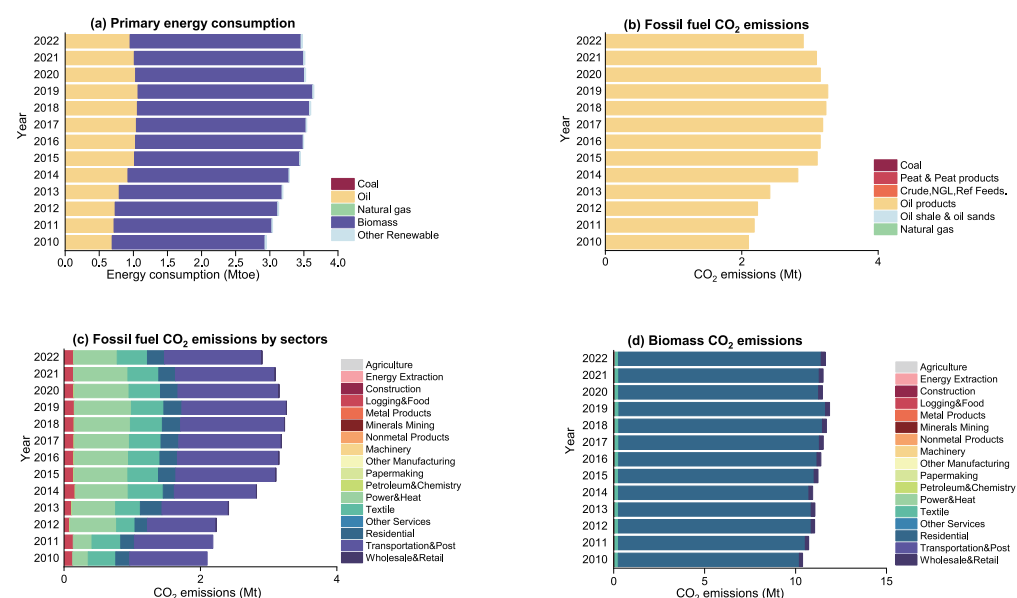 (a) Primary energy consumption
Year
2022
2021
2020
2019
2018
2017
2016
2015
2014
2013
2012
2011
2010
0.0 0.5 1.0 1.5 2.0 2.5 3.0 3.5 4.0
Energy consumption (Mtoe)
Coal
Oil
Natural gas
Biomass
Other Renewable
(b) Fossil fuel CO2 emissions
Year
2022
2021
2020
2019
2018
2017
2016
2015
2014
2013
2012
2011
2010
0 2 4
CO2 emissions (Mt)
Coal
Peat & Peat products
Crude,NGL,Ref Feeds.
Oil products
Oil shale & oil sands
Natural gas
(c) Fossil fuel CO2 emissions by sectors
Year
2022
2021
2020
2019
2018
2017
2016
2015
2014
2013
2012
2011
2010
0 2 4
CO2 emissions (Mt)
Agriculture
Energy Extraction
Construction
Logging&Food
Metal Products
Minerals Mining
Nonmetal Products
Machinery
Other Manufacturing
Papermaking
Petroleum&Chemistry
Power&Heat
Textile
Other Services
Residential
Transportation&Post
Wholesale&Retail
(d) Biomass CO2 emissions
Year
2022
2021
2020
2019
2018
2017
2016
2015
2014
2013
2012
2011
2010
0 5 10 15
CO2 emissions (Mt)
Agriculture
Energy Extraction
Construction
Logging&Food
Metal Products
Minerals Mining
Nonmetal Products
Machinery
Other Manufacturing
Papermaking
Petroleum&Chemistry
Power&Heat
Textile
Other Services
Residential
Transportation&Post
Wholesale&Retail